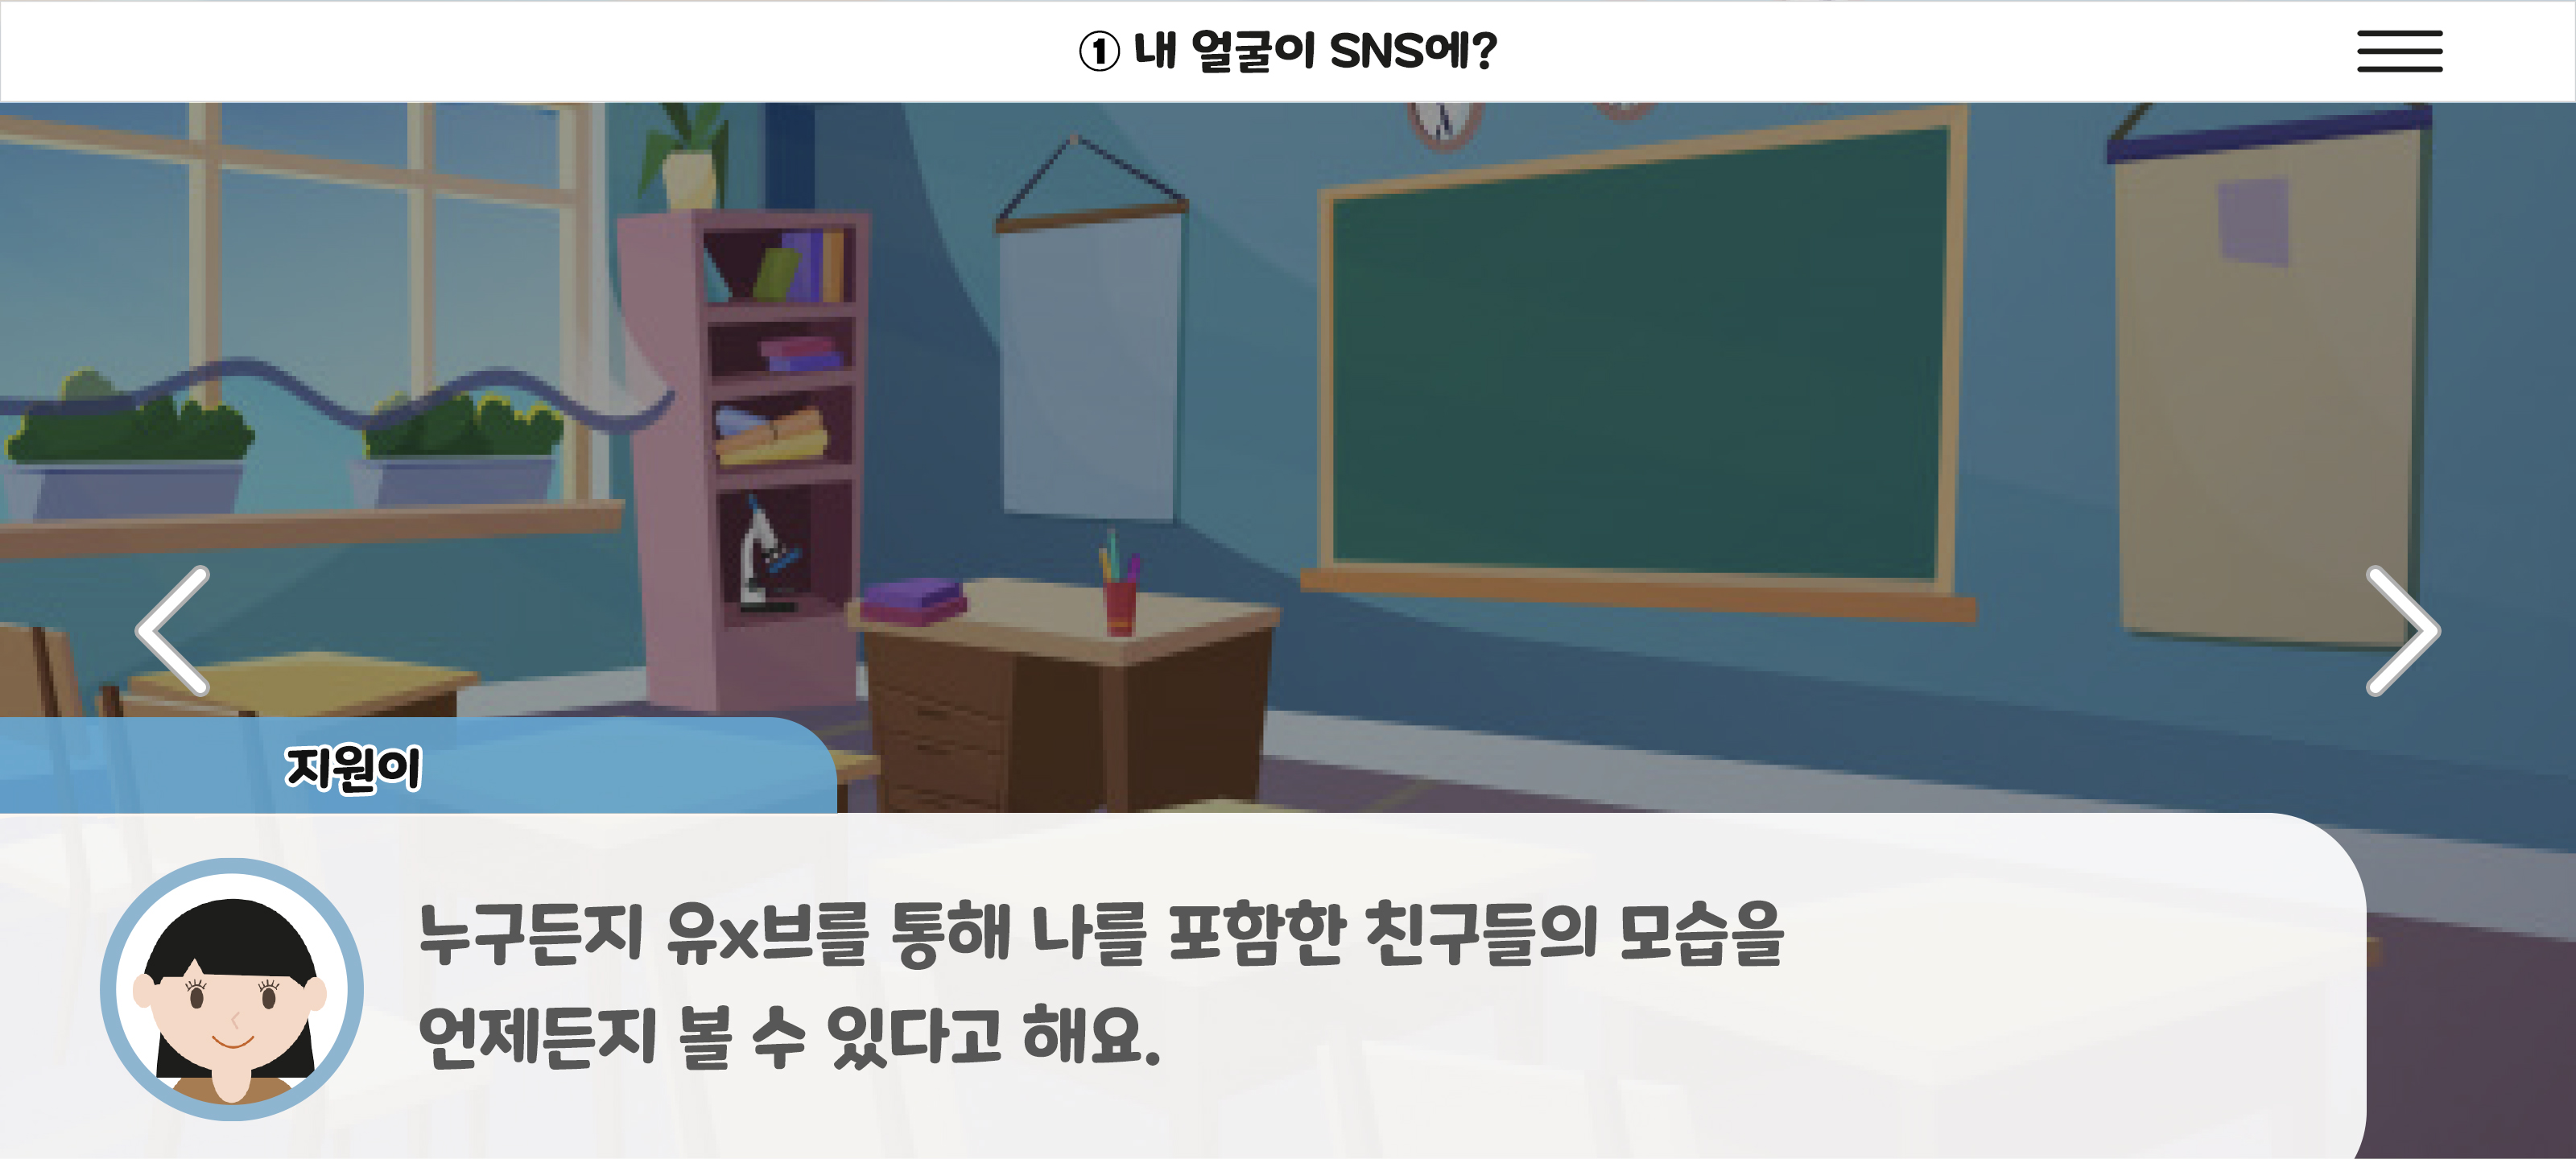 ① 내 얼굴이 SNS에?
지원이
누구든지 유x브를 통해 나를 포함한 친구들의 모습을
언제든지 볼 수 있다고 해요.